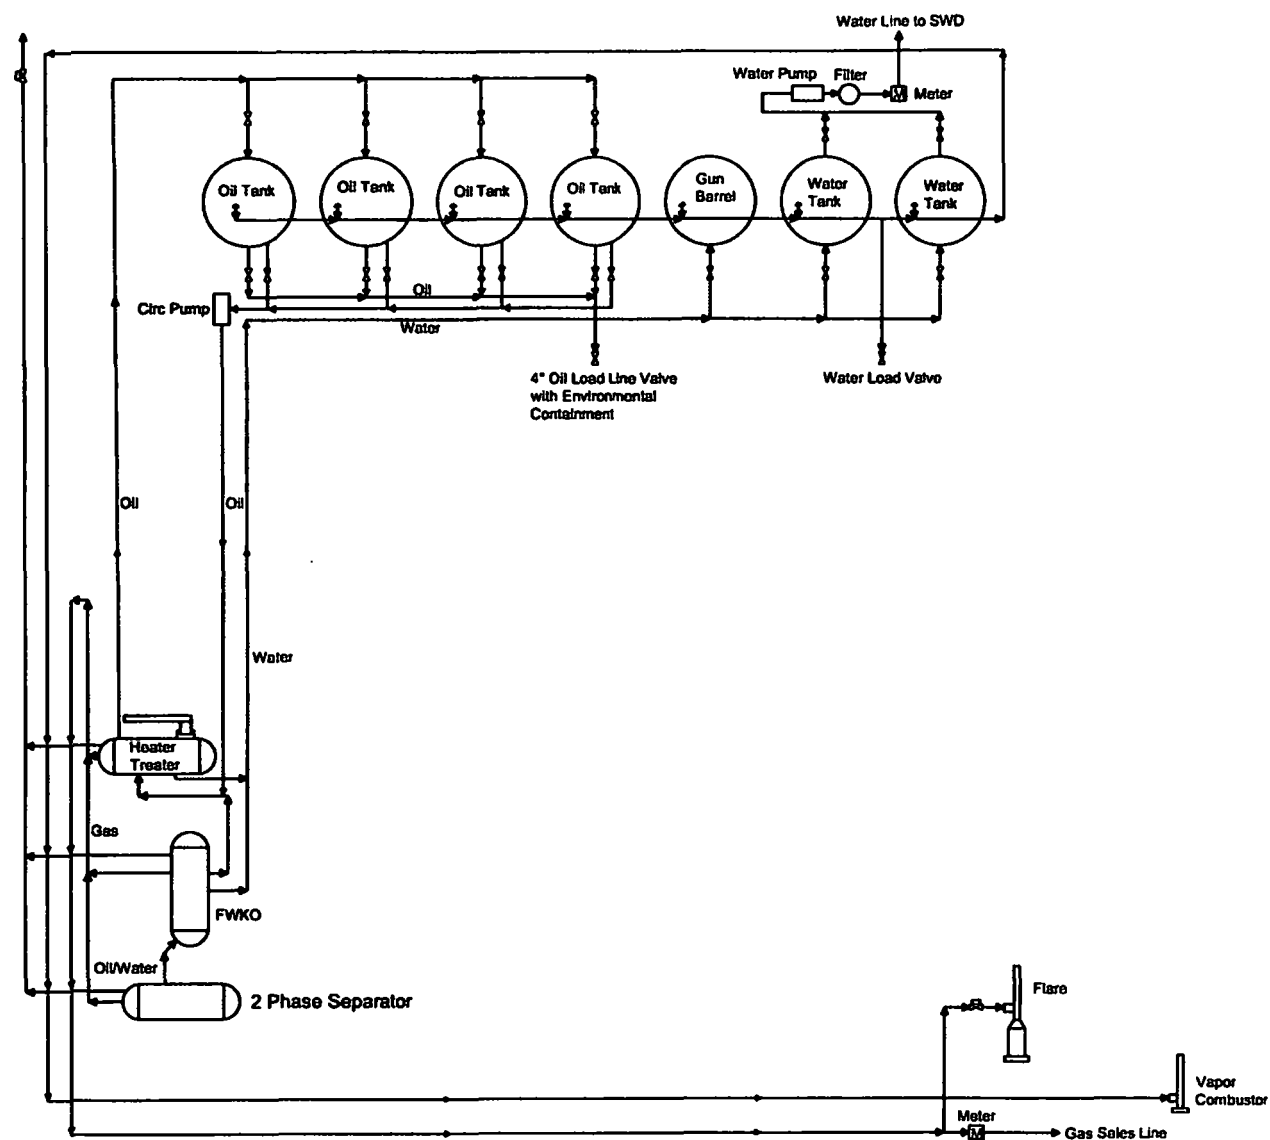 Water Line to SWD
Water Pump
Filter
Meter
Oil Tank
Oil Tank
Oil Tank
Oil Tank
Gun
Barrel
Water
Tank
Water
Tank
Oil
Circ Pump
Water
4" Oil Load Line Valve
with Environmental
Containment
Water Load Valve
Oil
Oil
Water
Heater
Treater
Gas
FWKO
Oil/Water
2 Phase Separator
Flare
Vapor
Combustor
Meter
M
Gas Sales Line
M